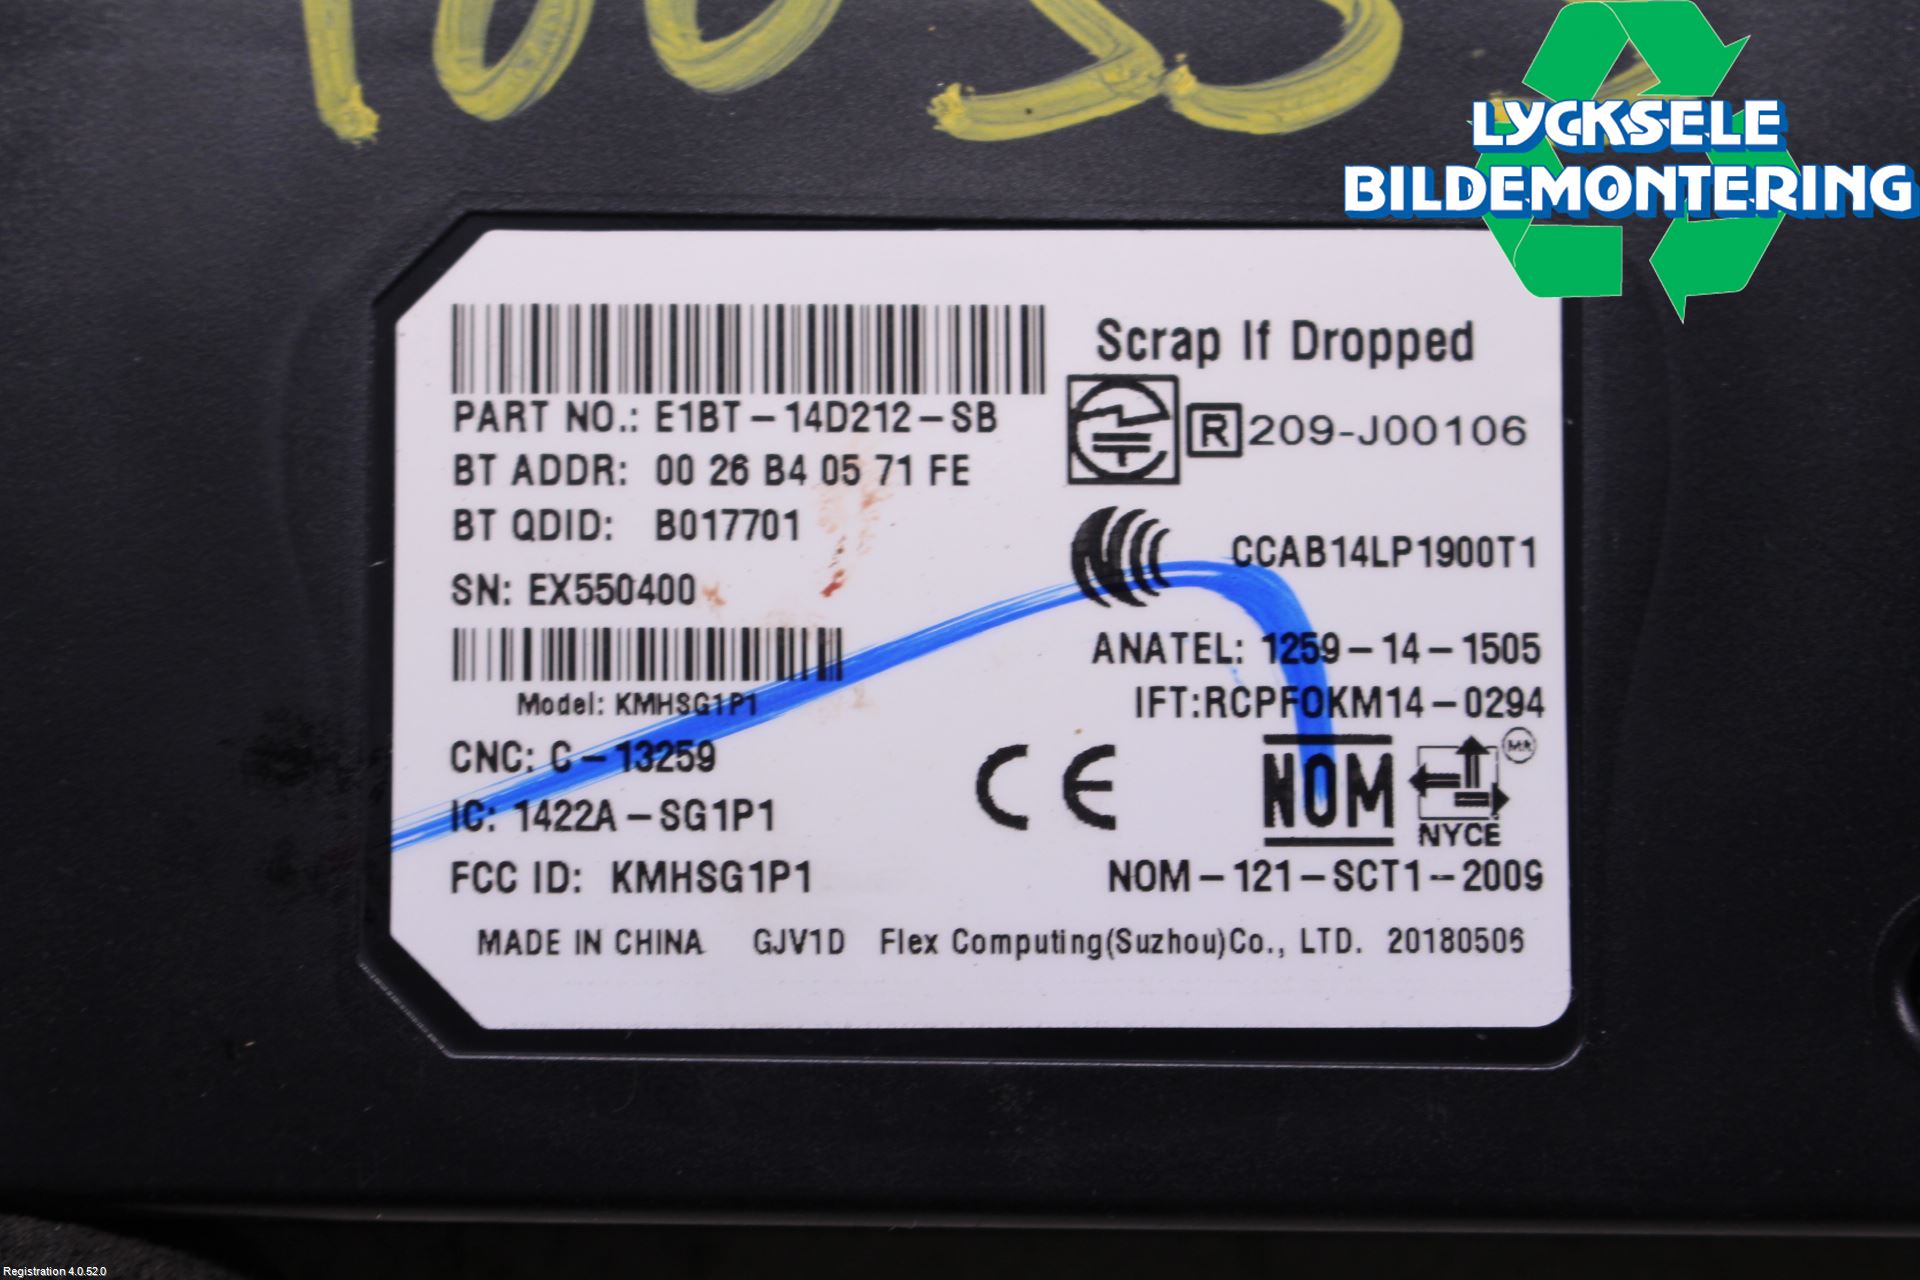 LYCKSELE
BILDEMONTERING
Scrap If Dropped
PART NO.: E1BT-14D212-SB
R 209-J00106
BT ADDR: 00 26 B4 05 71 FE
BT QDID: B017701
CCAB14LP1900T1
SN: EX550400
ANATEL: 1259-14-1505
Model: KMHSG1P1
IFT:RCPFOKM14-0294
CNC: C-13259
CE
NOM
NYCE
IC: 1422A-SG1P1
FCC ID: KMHSG1P1
NOM-121-SCT1-2009
MADE IN CHINA GJV1D Flex Computing(Suzhou)Co., LTD. 20180506
Registration 4.0.52.0